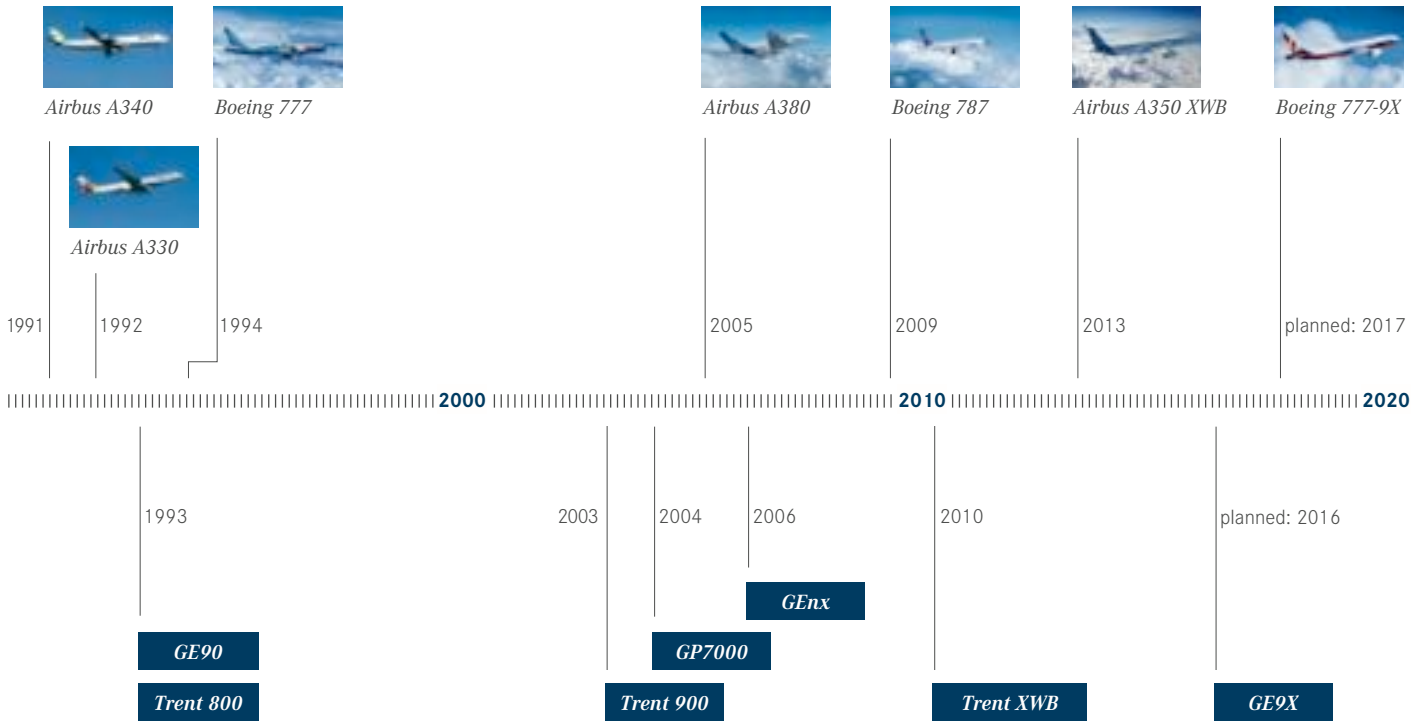 Airbus A340
Boeing 777
Airbus A380
Boeing 787
Airbus A350 XWB
Boeing 777-9X
Airbus A330
1991
1992
1994
2005
2009
2013
planned: 2017
2000
2010
2020
1993
2003
2004
2006
2010
planned: 2016
GEnx
GE90
GP7000
Trent 800
Trent 900
Trent XWB
GE9X